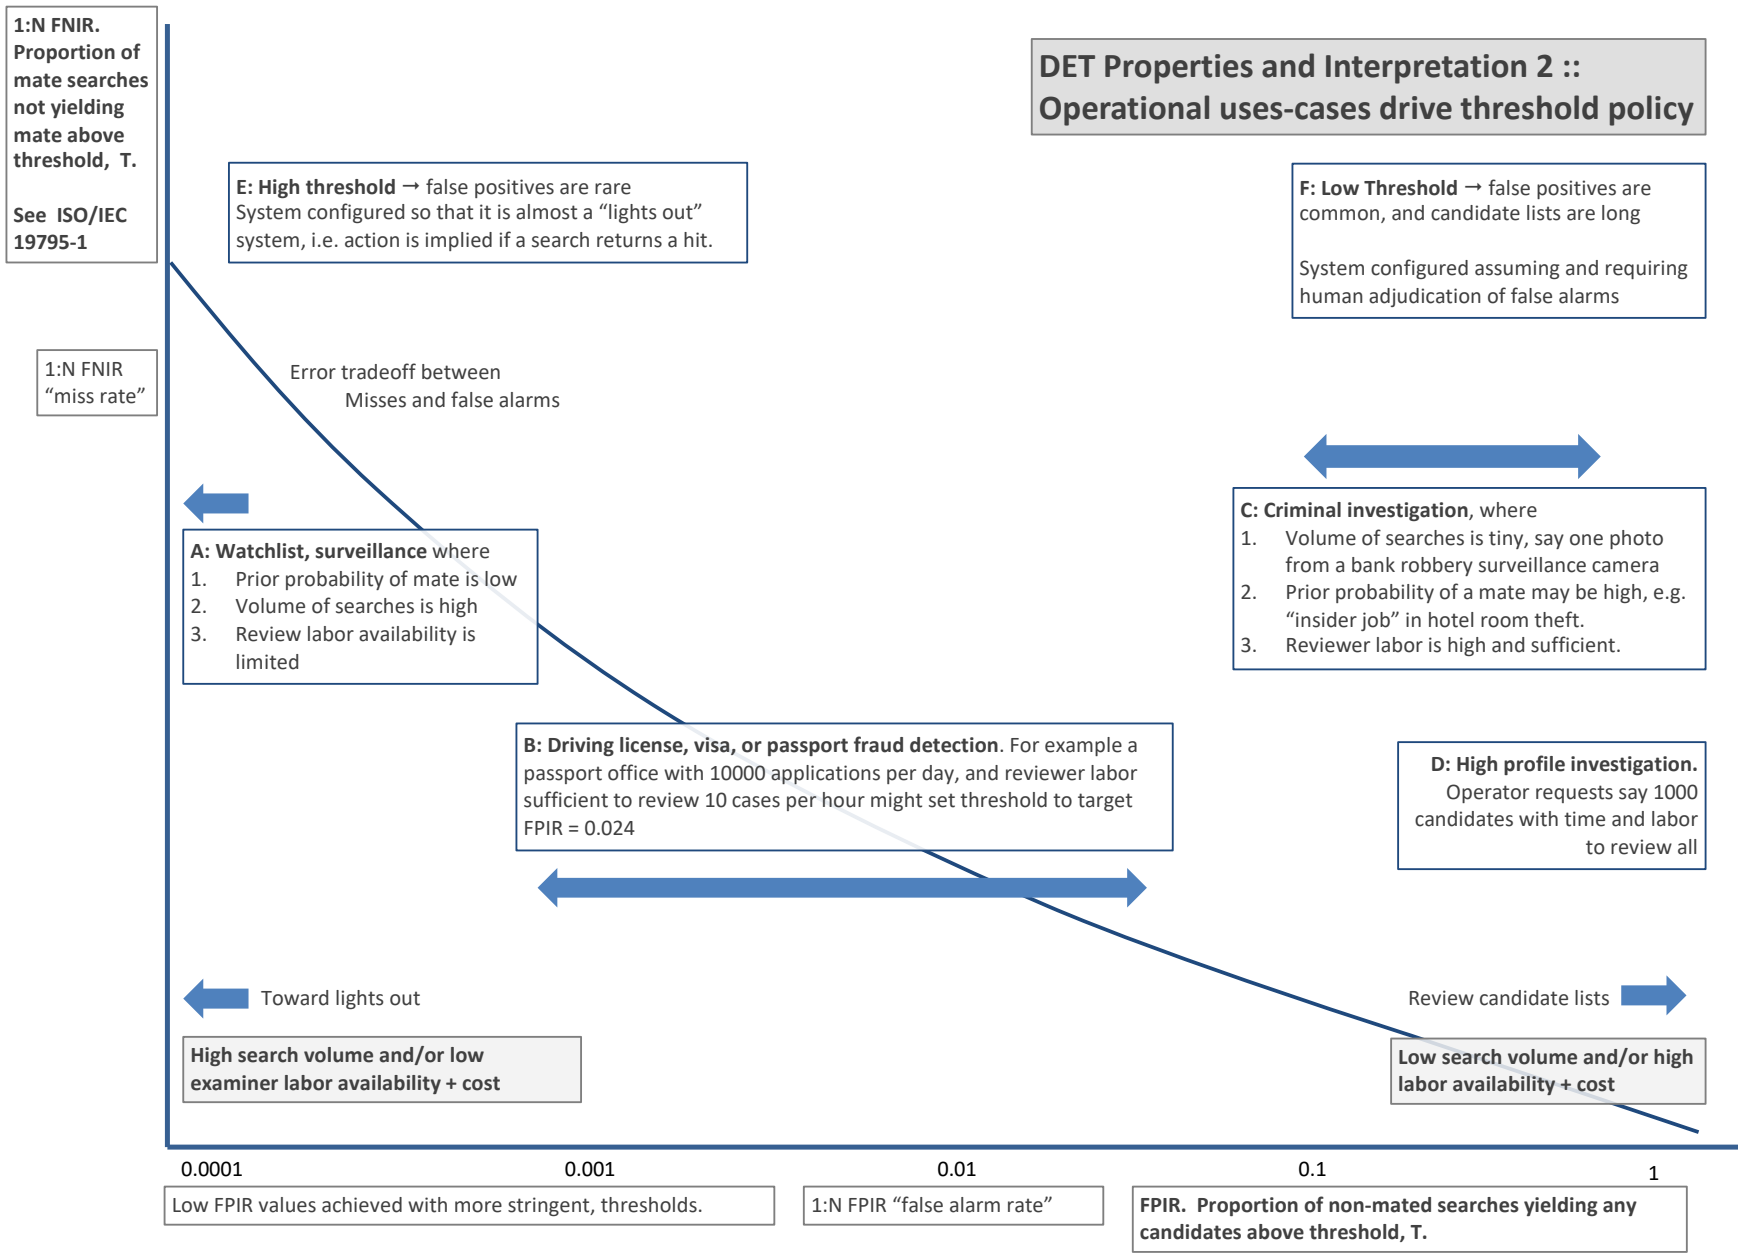 1:N FNIR.
Proportion of
mate searches
not yielding
mate above
threshold, T.
See ISO/IEC
19795-1
DET Properties and Interpretation 2 ::
Operational uses-cases drive threshold policy
E: High threshold → false positives are rare
System configured so that it is almost a “lights out”
system, i.e. action is implied if a search returns a hit.
F: Low Threshold → false positives are
common, and candidate lists are long
System configured assuming and requiring
human adjudication of false alarms
1:N FNIR
“miss rate”
Error tradeoff between
Misses and false alarms
A: Watchlist, surveillance where
1. Prior probability of mate is low
2. Volume of searches is high
3. Review labor availability is
limited
C: Criminal investigation, where
1. Volume of searches is tiny, say one photo
from a bank robbery surveillance camera
2. Prior probability of a mate may be high, e.g.
“insider job” in hotel room theft.
3. Reviewer labor is high and sufficient.
B: Driving license, visa, or passport fraud detection. For example a
passport office with 10000 applications per day, and reviewer labor
sufficient to review 10 cases per hour might set threshold to target
FPIR = 0.024
D: High profile investigation.
Operator requests say 1000
candidates with time and labor
to review all
Toward lights out
Review candidate lists
High search volume and/or low
examiner labor availability + cost
Low search volume and/or high
labor availability + cost
0.0001 0.001 0.01 0.1 1
Low FPIR values achieved with more stringent, thresholds.
1:N FPIR “false alarm rate”
FPIR. Proportion of non-mated searches yielding any
candidates above threshold, T.